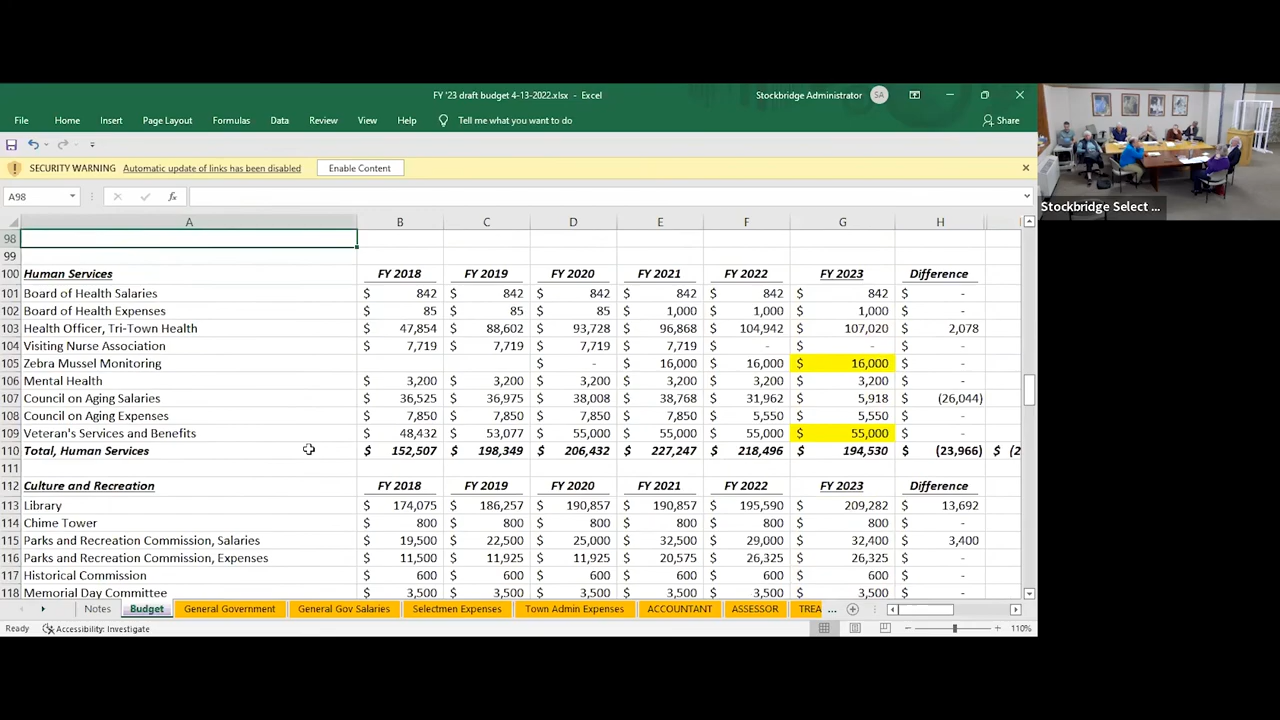 FY '23 draft budget 4-13-2022.xlsx - Excel
Stockbridge Administrator SA
File Home Insert Page Layout Formulas Data Review View Help Tell me what you want to do Share
SECURITY WARNING Automatic update of links has been disabled Enable Content
Stockbridge Select ...
A98 fx
A B C D E F G H
98
99
100 Human Services FY 2018 FY 2019 FY 2020 FY 2021 FY 2022 FY 2023 Difference
101 Board of Health Salaries $ 842 $ 842 $ 842 $ 842 $ 842 $ 842 $ -
102 Board of Health Expenses $ 85 $ 85 $ 85 $ 1,000 $ 1,000 $ 1,000 $ -
103 Health Officer, Tri-Town Health $ 47,854 $ 88,602 $ 93,728 $ 96,868 $ 104,942 $ 107,020 $ 2,078
104 Visiting Nurse Association $ 7,719 $ 7,719 $ 7,719 $ 7,719 $ - $ - $ -
105 Zebra Mussel Monitoring $ - $ 16,000 $ 16,000 $ 16,000 $ -
106 Mental Health $ 3,200 $ 3,200 $ 3,200 $ 3,200 $ 3,200 $ 3,200 $ -
107 Council on Aging Salaries $ 36,525 $ 36,975 $ 38,008 $ 38,768 $ 31,962 $ 5,918 $ (26,044)
108 Council on Aging Expenses $ 7,850 $ 7,850 $ 7,850 $ 7,850 $ 5,550 $ 5,550 $ -
109 Veteran's Services and Benefits $ 48,432 $ 53,077 $ 55,000 $ 55,000 $ 55,000 $ 55,000 $ -
110 Total, Human Services $ 152,507 $ 198,349 $ 206,432 $ 227,247 $ 218,496 $ 194,530 $ (23,966) $ (2
111
112 Culture and Recreation FY 2018 FY 2019 FY 2020 FY 2021 FY 2022 FY 2023 Difference
113 Library $ 174,075 $ 186,257 $ 190,857 $ 190,857 $ 195,590 $ 209,282 $ 13,692
114 Chime Tower $ 800 $ 800 $ 800 $ 800 $ 800 $ 800 $ -
115 Parks and Recreation Commission, Salaries $ 19,500 $ 22,500 $ 25,000 $ 32,500 $ 29,000 $ 32,400 $ 3,400
116 Parks and Recreation Commission, Expenses $ 11,500 $ 11,925 $ 11,925 $ 20,575 $ 26,325 $ 26,325 $ -
117 Historical Commission $ 600 $ 600 $ 600 $ 600 $ 600 $ 600 $ -
118 Memorial Day Committee $ 3,500 $ 3,500 $ 3,500 $ 3,500 $ 3,500 $ 3,500 $ -
Notes Budget General Government General Gov Salaries Selectmen Expenses Town Admin Expenses ACCOUNTANT ASSESSOR TREA ...
Ready Accessibility: Investigate 110%